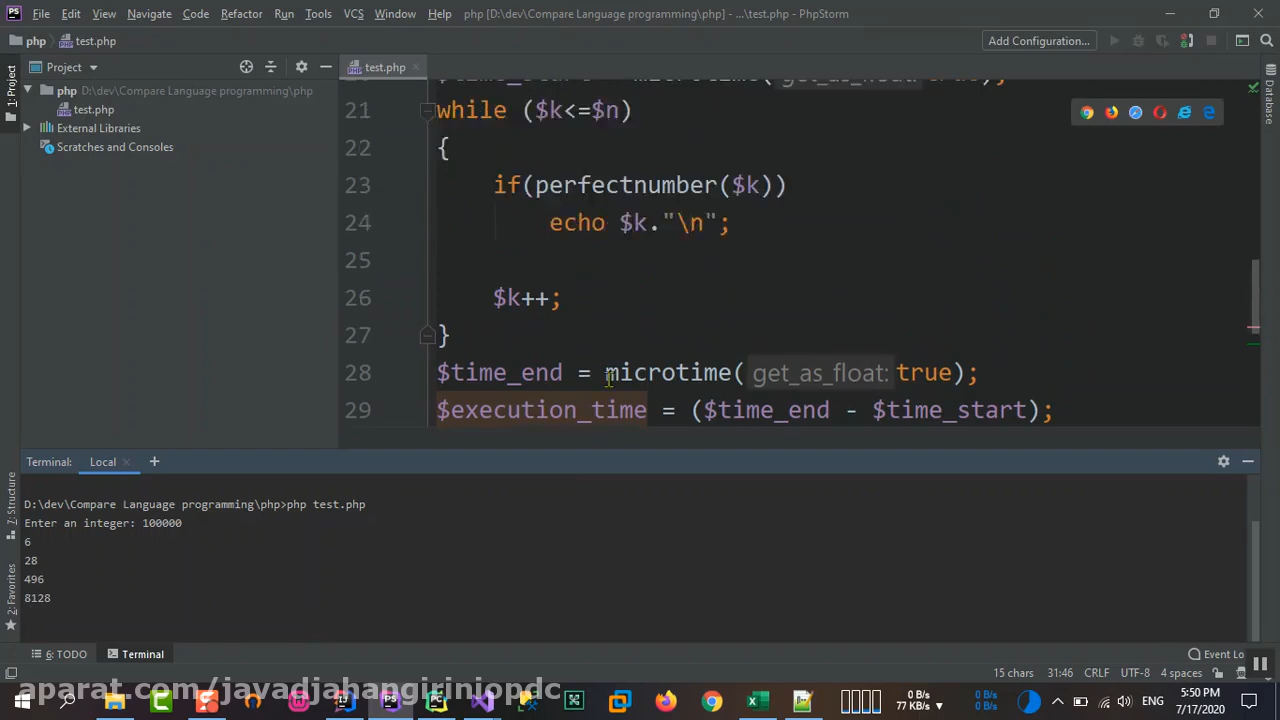 File Edit View Navigate Code Refactor Run Tools VCS Window Help php [D:\dev\Compare Language programming\php] - ...\test.php - PhpStorm
php test.php Add Configuration...
1: Project
Project
test.php
Database
php D:\dev\Compare Language programming\php
test.php
External Libraries
Scratches and Consoles
21 while ($k<=$n)
22 {
23 if(perfectnumber($k))
24 echo $k."\n";
25
26 $k++;
27 }
28 $time_end = microtime( get_as_float: true);
29 $execution_time = ($time_end - $time_start);
Terminal: Local
Z: Structure
2: Favorites
D:\dev\Compare Language programming\php>php test.php
Enter an integer: 100000
6
28
496
8128
6: TODO Terminal Event Lo
15 chars 31:46 CRLF UTF-8 4 spaces
aparat.com/javadjahangiriniopdc
0 B/s
77 KB/s
0 B/s
0 B/s
ENG
5:50 PM
7/17/2020